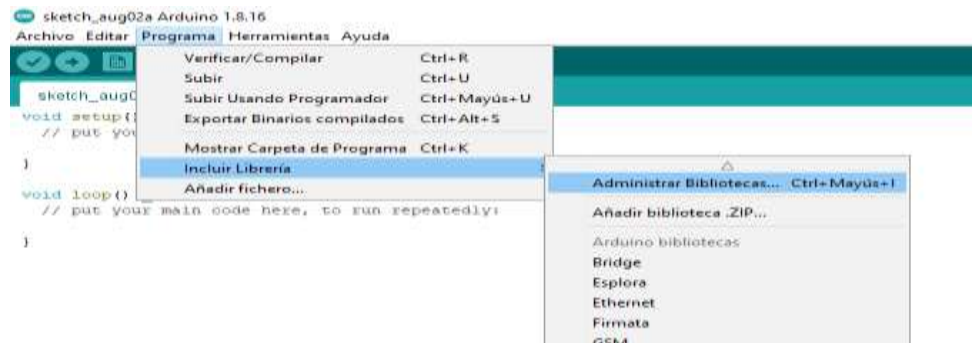 sketch_aug02a Arduino 1.8.16
Archivo Editar Programa Herramientas Ayuda
Verificar/Compilar Ctrl+R
Subir Ctrl+U
sketch_aug0
Subir Usando Programador Ctrl+Mayús+U
void setup()
Exportar Binarios compilados Ctrl+Alt+S
// put you
Mostrar Carpeta de Programa Ctrl+K
}
Incluir Librería
Administrar Bibliotecas... Ctrl+Mayús+I
void loop()
Añadir fichero...
// put your main code here, to run repeatedly:
Añadir biblioteca .ZIP...
}
Arduino bibliotecas
Bridge
Esplora
Ethernet
Firmata
GSM